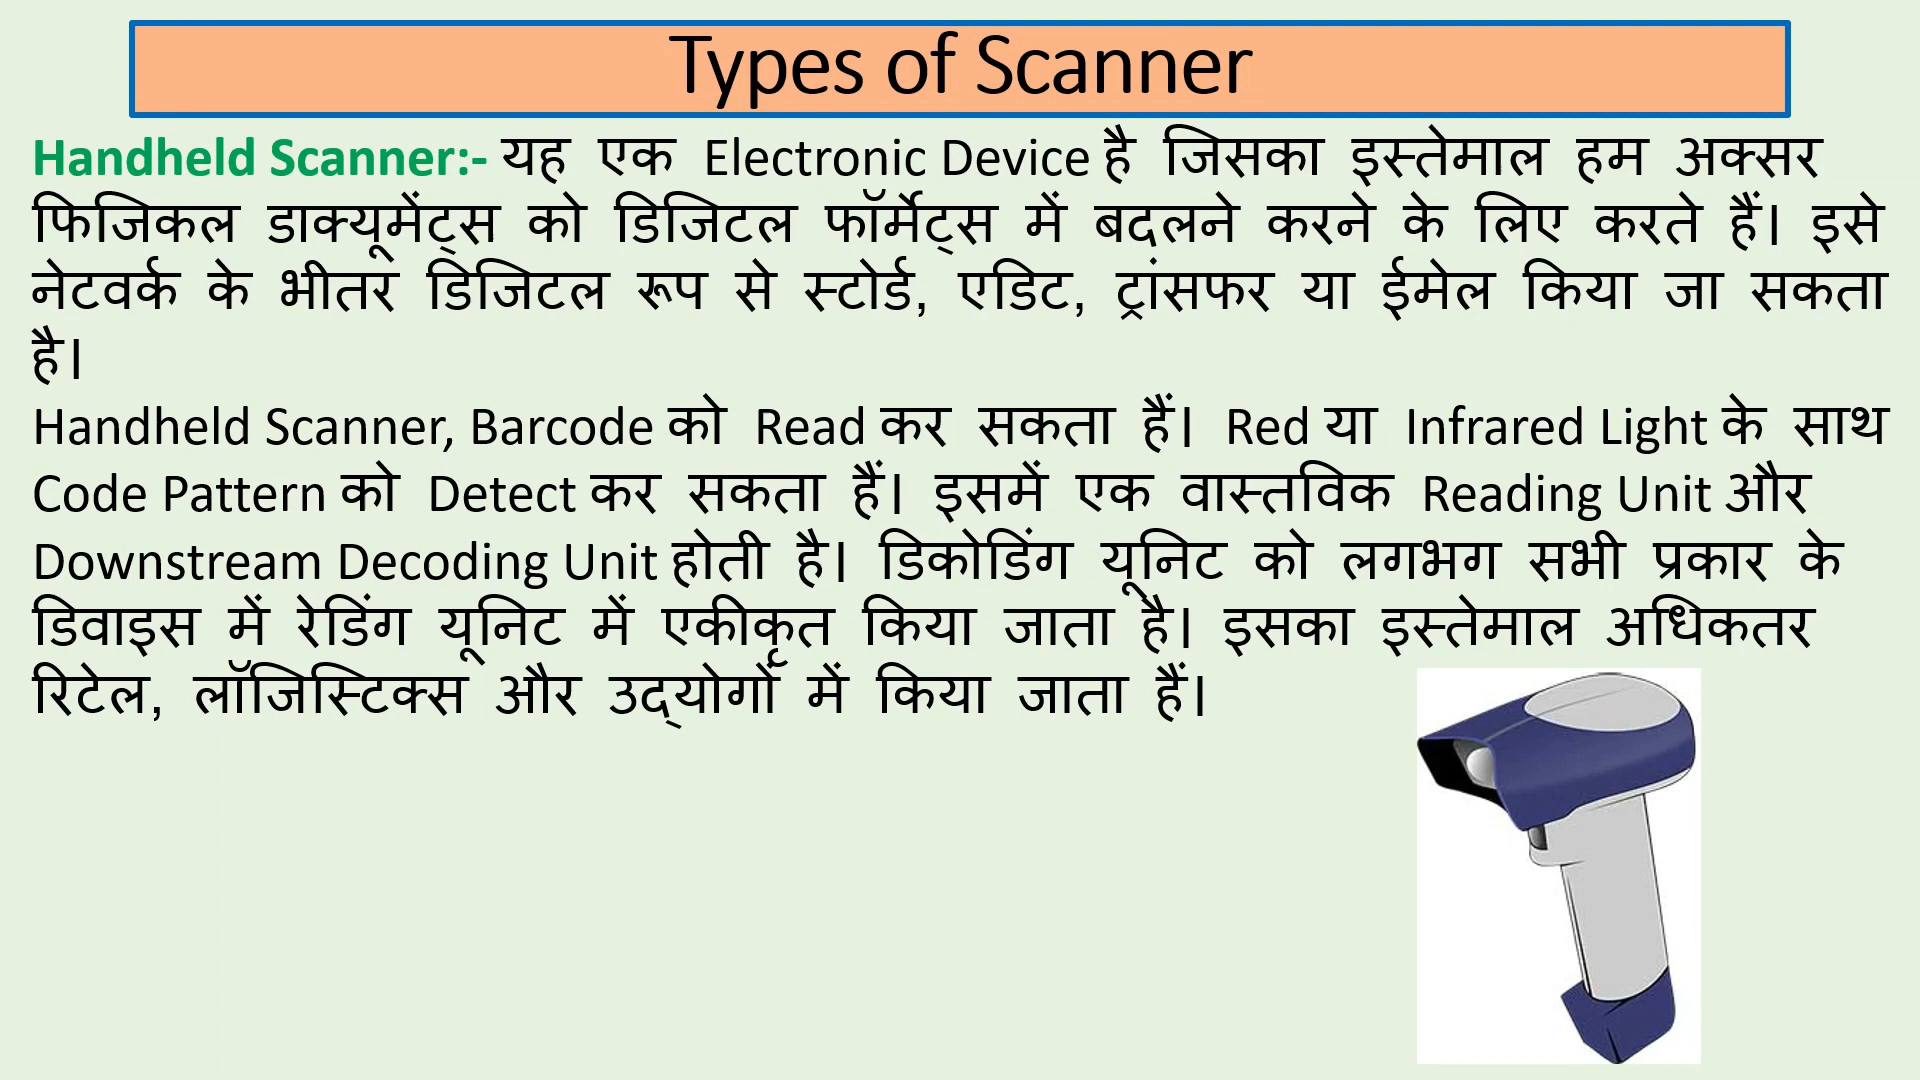 Types of Scanner
Handheld Scanner:- यह एक Electronic Device है जिसका इस्तेमाल हम अक्सर
फिजिकल डाक्यूमेंट्स को डिजिटल फॉर्मेट्स में बदलने करने के लिए करते हैं। इसे
नेटवर्क के भीतर डिजिटल रूप से स्टोर्ड, एडिट, ट्रांसफर या ईमेल किया जा सकता
है।
Handheld Scanner, Barcode को Read कर सकता हैं। Red या Infrared Light के साथ
Code Pattern को Detect कर सकता हैं। इसमें एक वास्तविक Reading Unit और
Downstream Decoding Unit होती है। डिकोडिंग यूनिट को लगभग सभी प्रकार के
डिवाइस में रेडिंग यूनिट में एकीकृत किया जाता है। इसका इस्तेमाल अधिकतर
रिटेल, लॉजिस्टिक्स और उद्योगों में किया जाता हैं।